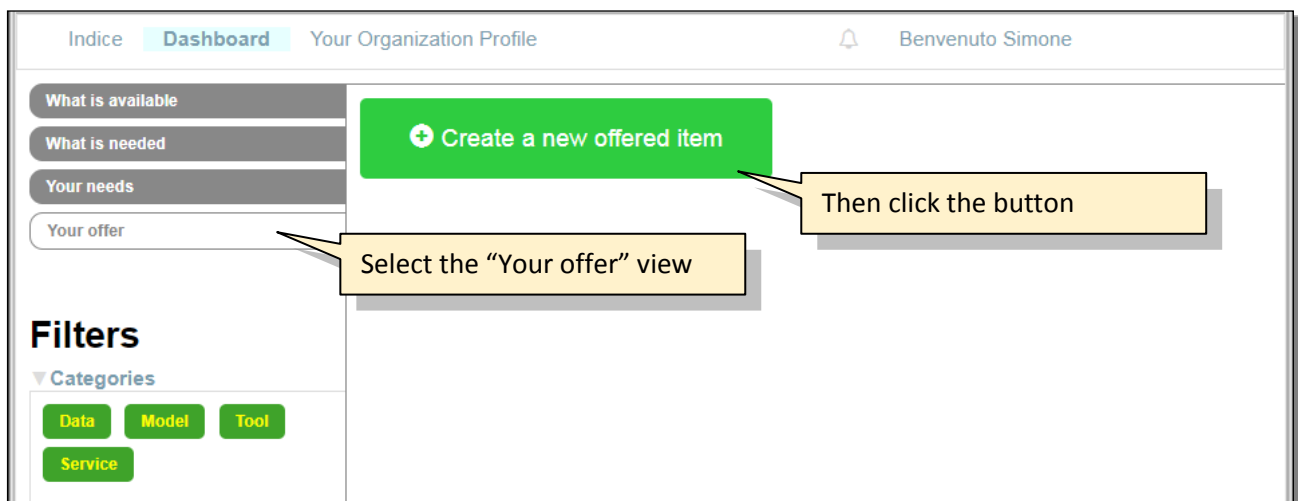 Indice Dashboard Your Organization Profile Benvenuto Simone
What is available
What is needed
Your needs
Your offer
Create a new offered item
Then click the button
Select the “Your offer” view
Filters
Categories
Data Model Tool
Service